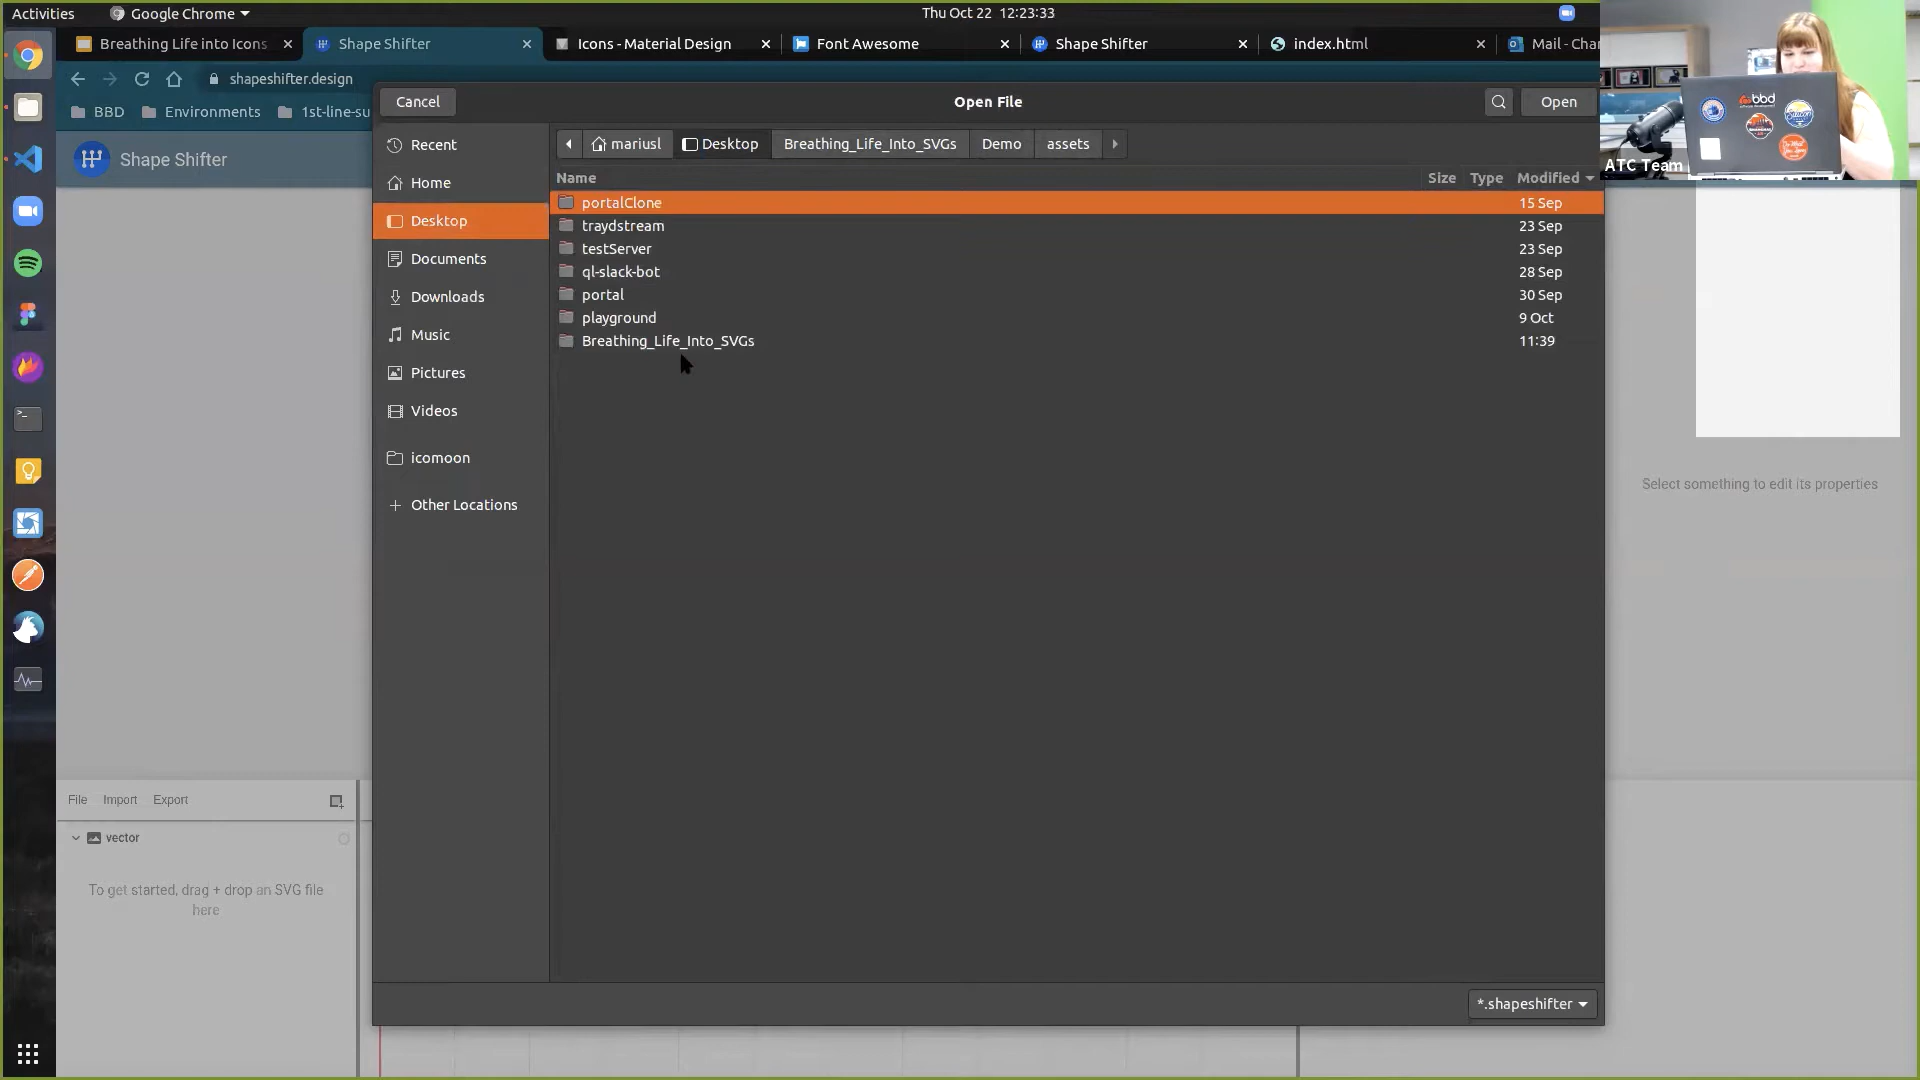 Activities
Google Chrome
Thu Oct 22 12:23:33
Breathing Life into Icons
Shape Shifter
Icons - Material Design
Font Awesome
Shape Shifter
index.html
Mail - Cha
shapeshifter.design
BBD
Environments
1st-line-su
Shape Shifter
Cancel
Open File
Open
mariusl
Desktop
Breathing_Life_Into_SVGs
Demo
assets
Recent
Home
Desktop
Documents
Downloads
Music
Pictures
Videos
icomoon
+ Other Locations
Name
Size
Type
Modified
portalClone
15 Sep
traydstream
23 Sep
testServer
23 Sep
ql-slack-bot
28 Sep
portal
30 Sep
playground
9 Oct
Breathing_Life_Into_SVGs
11:39
*.shapeshifter
bbd
ATC Team
Select something to edit its properties
File
Import
Export
vector
To get started, drag + drop an SVG file
here